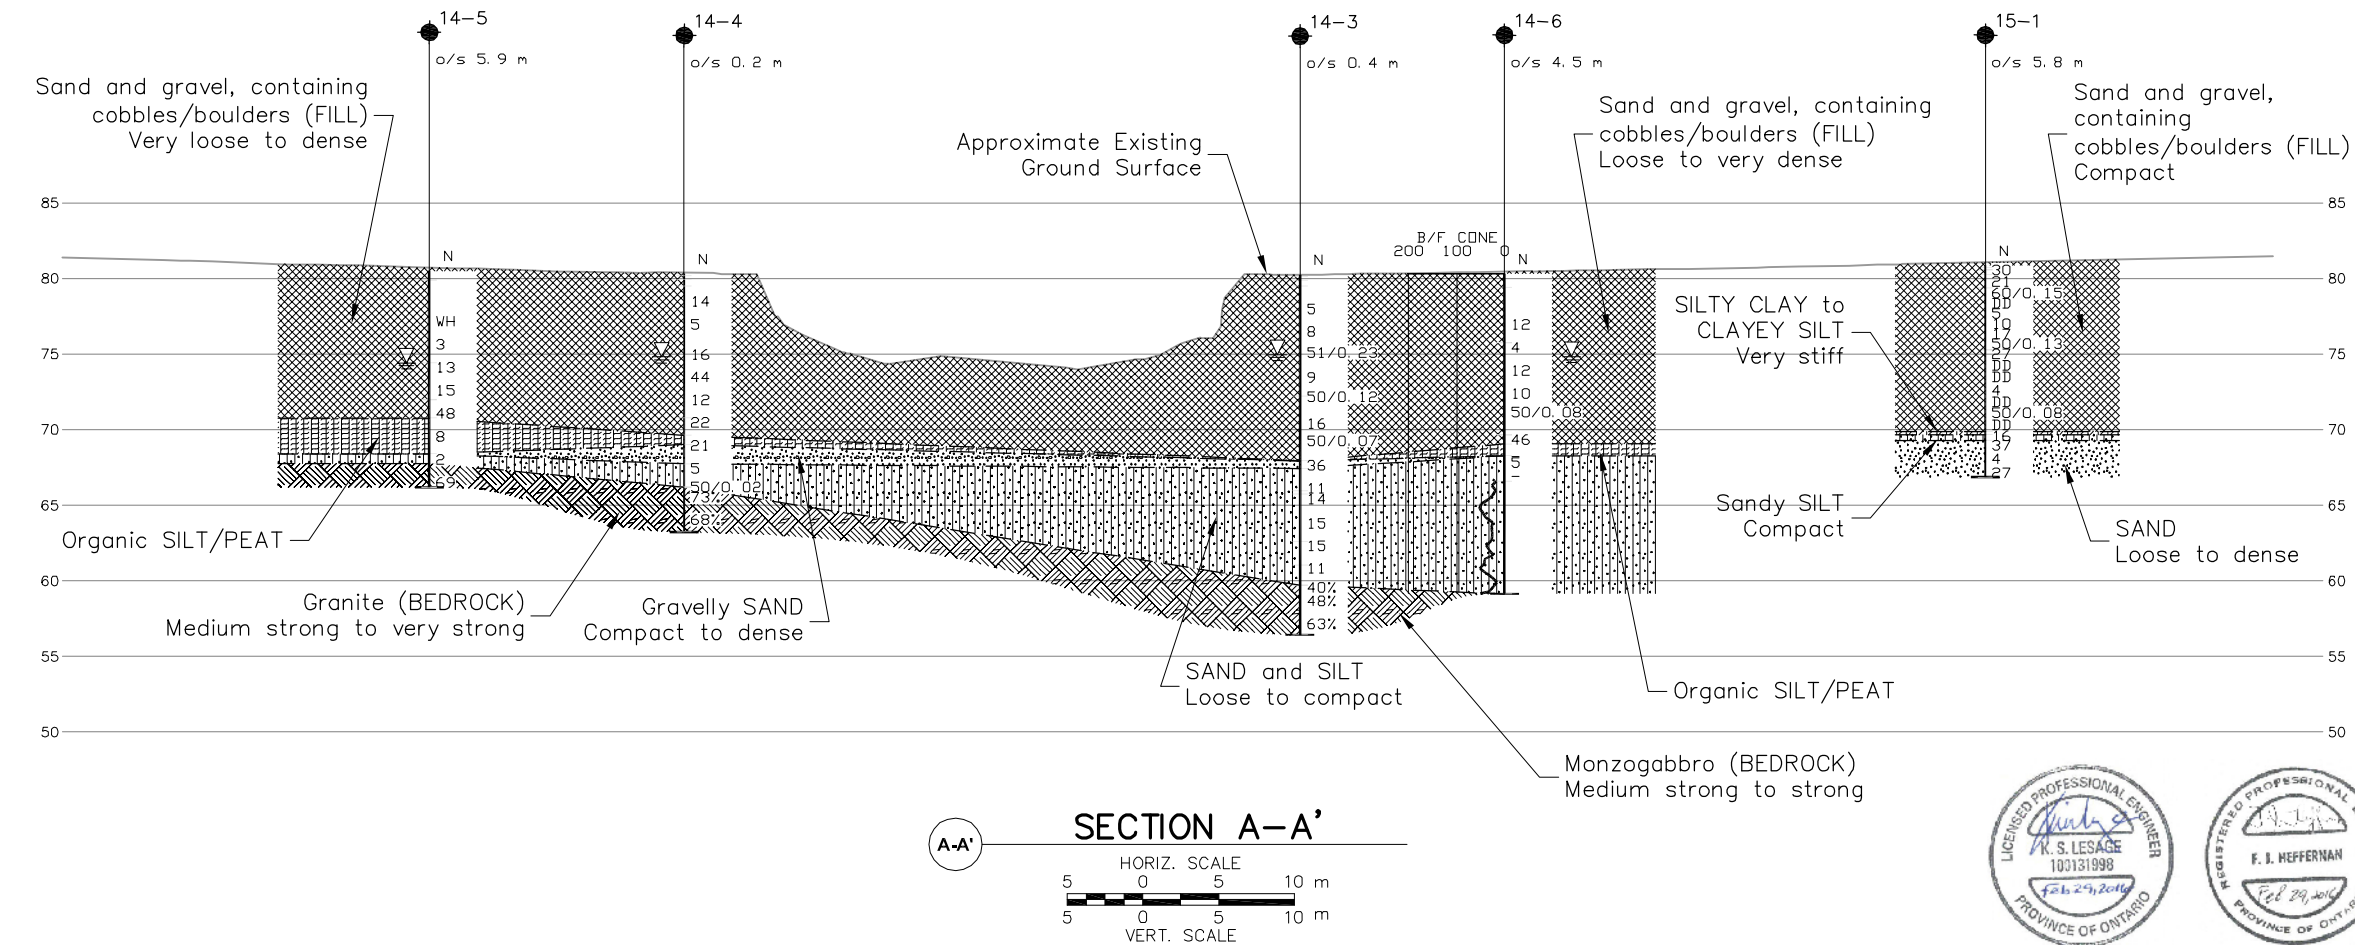 14-5
o/s 5.9 m
14-4
o/s 0.2 m
14-3
o/s 0.4 m
14-6
o/s 4.5 m
15-1
o/s 5.8 m
Sand and gravel, containing
cobbles/boulders (FILL)
Very loose to dense
Approximate Existing
Ground Surface
Sand and gravel, containing
cobbles/boulders (FILL)
Loose to very dense
Sand and gravel,
containing
cobbles/boulders (FILL)
Compact
85
80
75
70
65
60
55
50
85
80
75
70
65
60
55
50
N
WH
3
13
15
48
8
2
69
N
14
5
16
44
12
22
21
5
50/0.02
73%
68%
N
5
8
51/0.23
9
50/0.12
16
50/0.07
36
11
14
15
15
11
40%
48%
63%
B/F CONE
200 100 0
N
12
4
12
10
50/0.08
46
5
-
N
30
21
60/0.15
DD
5
10
17
50/0.13
27
DD
DD
4
DD
50/0.08
DD
16
37
4
27
SILTY CLAY to
CLAYEY SILT
Very stiff
Sandy SILT
Compact
SAND
Loose to dense
Organic SILT/PEAT
Granite (BEDROCK)
Medium strong to very strong
Gravelly SAND
Compact to dense
SAND and SILT
Loose to compact
Organic SILT/PEAT
Monzogabbro (BEDROCK)
Medium strong to strong
A-A'
SECTION A-A'
HORIZ. SCALE
5 0 5 10 m
5 0 5 10 m
VERT. SCALE
LICENSED PROFESSIONAL ENGINEER
K. S. LESAGE
100131998
Feb 29, 2016
PROVINCE OF ONTARIO
REGISTERED PROFESSIONAL
F. J. HEFFERNAN
Feb 29, 2016
PROVINCE OF ONTAR